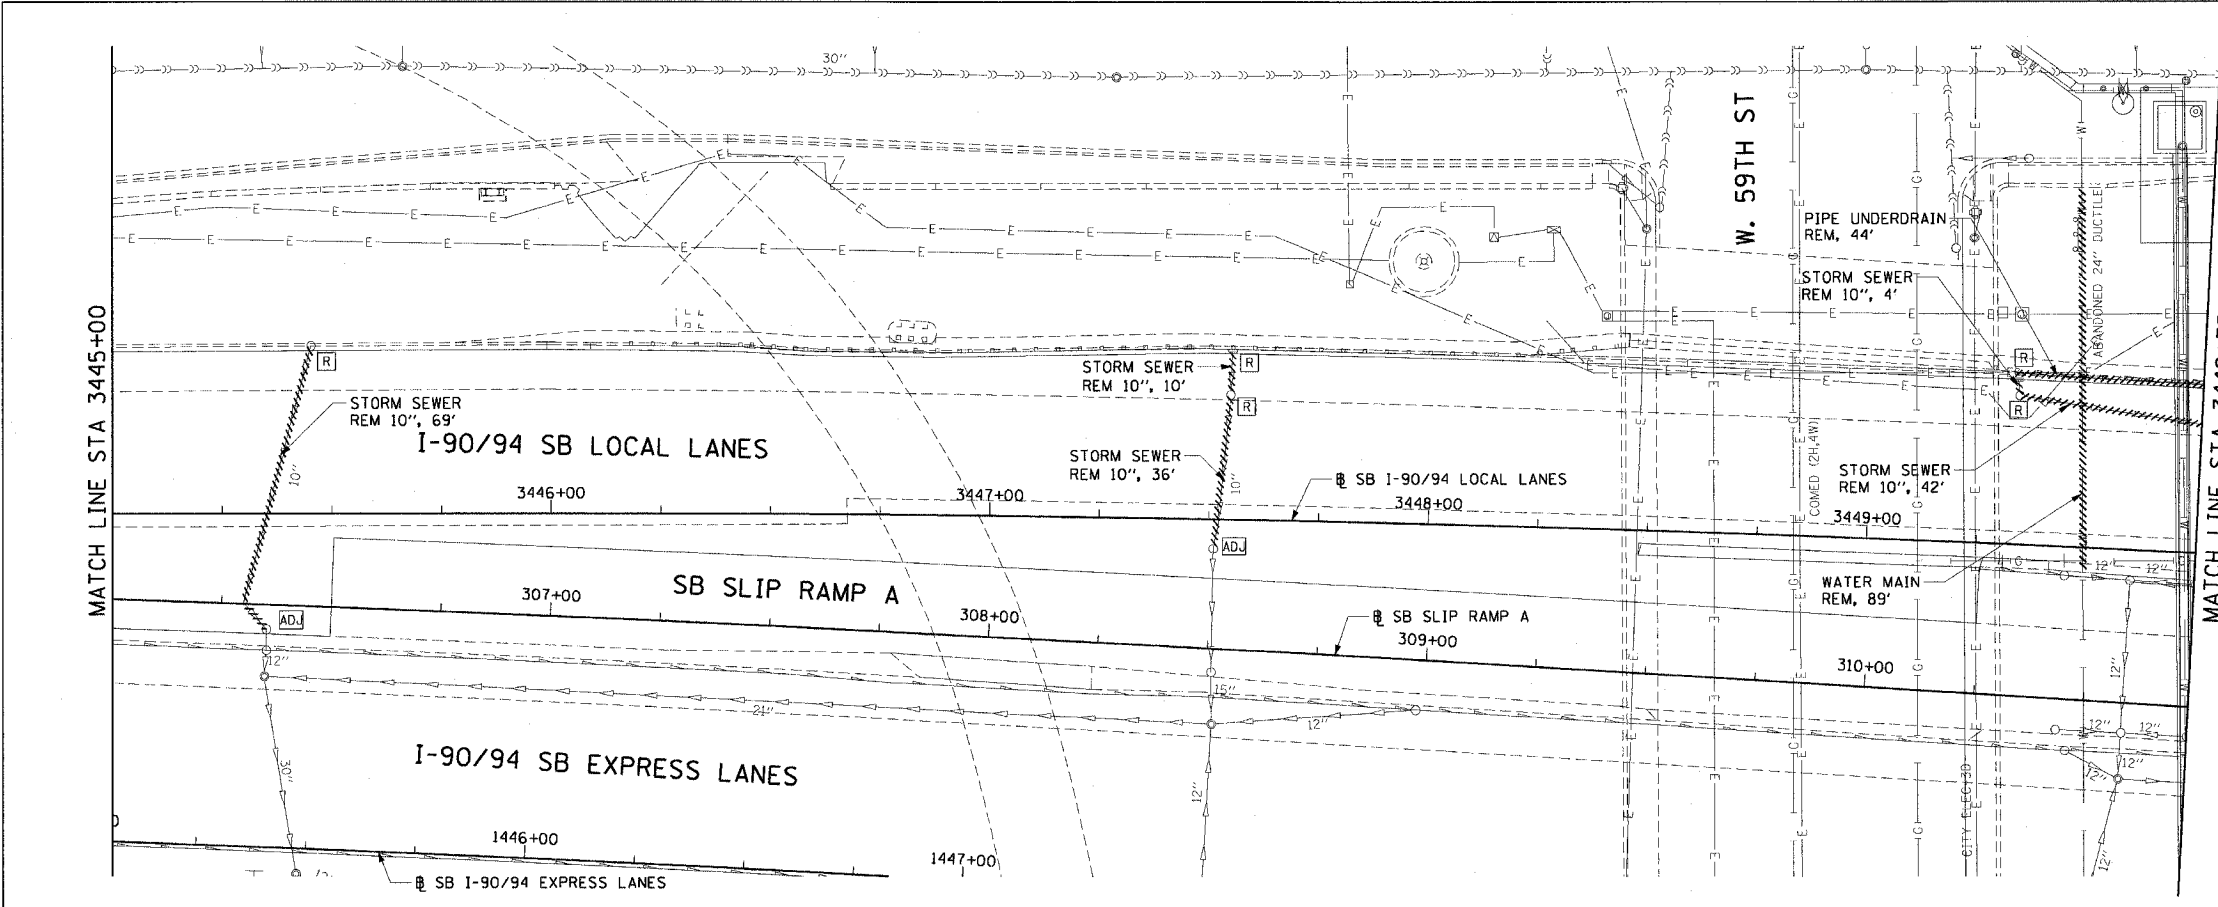 30"
W. 59TH ST
PIPE UNDERDRAIN
REM, 44'
STORM SEWER
REM 10", 4'
ABANDONED 24" DUCTILE
MATCH LINE STA 3445+00
R
STORM SEWER
REM 10", 69'
10"
I-90/94 SB LOCAL LANES
STORM SEWER
REM 10", 10'
R
R
STORM SEWER
REM 10", 36'
10"
R
R
STORM SEWER
REM 10", 42'
COMED (2H,4W)
3446+00
3447+00
℄ SB I-90/94 LOCAL LANES
3448+00
3449+00
ADJ
ADJ
307+00
SB SLIP RAMP A
308+00
℄ SB SLIP RAMP A
309+00
310+00
WATER MAIN
REM, 89'
12"
12"
12"
12"
21"
15"
12"
12"
12"
12"
12"
12"
12"
30"
I-90/94 SB EXPRESS LANES
1446+00
1447+00
℄ SB I-90/94 EXPRESS LANES
CITY ELEC
MATCH LINE STA